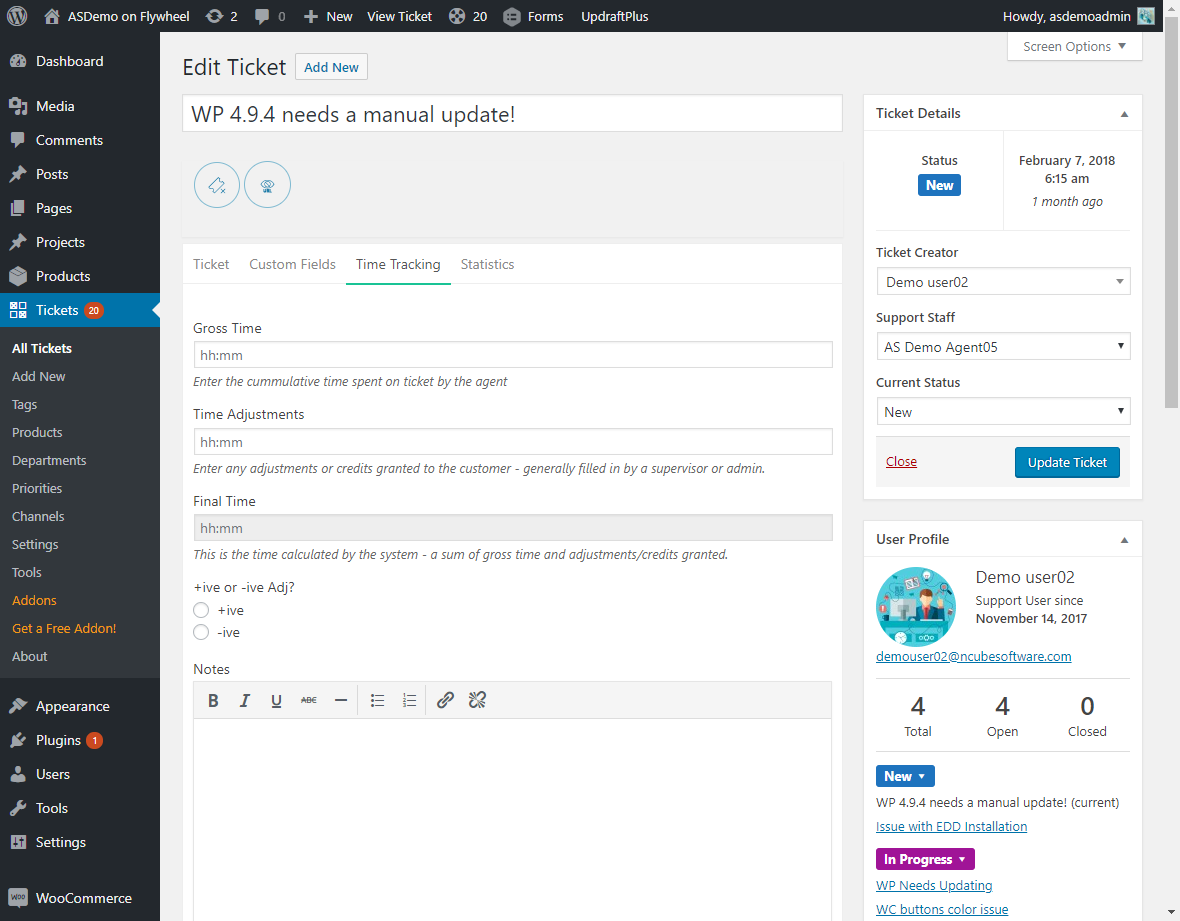 ASDemo on Flywheel 2 0 New View Ticket 20 Forms UpdraftPlus Howdy, asdemoadmin
Screen Options
Dashboard
Media
Comments
Posts
Pages
Projects
Products
Tickets 20
All Tickets
Add New
Tags
Products
Departments
Priorities
Channels
Settings
Tools
Addons
Get a Free Addon!
About
Appearance
Plugins 1
Users
Tools
Settings
WOO WooCommerce
Edit Ticket Add New
WP 4.9.4 needs a manual update!
Ticket Custom Fields Time Tracking Statistics
Gross Time
hh:mm
Enter the cummulative time spent on ticket by the agent
Time Adjustments
hh:mm
Enter any adjustments or credits granted to the customer - generally filled in by a supervisor or admin.
Final Time
hh:mm
This is the time calculated by the system - a sum of gross time and adjustments/credits granted.
+ive or -ive Adj?
+ive
-ive
Notes
B I U ABC
Ticket Details
Status
New
February 7, 2018
6:15 am
1 month ago
Ticket Creator
Demo user02
Support Staff
AS Demo Agent05
Current Status
New
Close Update Ticket
User Profile
Demo user02
Support User since
November 14, 2017
demouser02@ncubesoftware.com
4 4 0
Total Open Closed
New
WP 4.9.4 needs a manual update! (current)
Issue with EDD Installation
In Progress
WP Needs Updating
WC buttons color issue